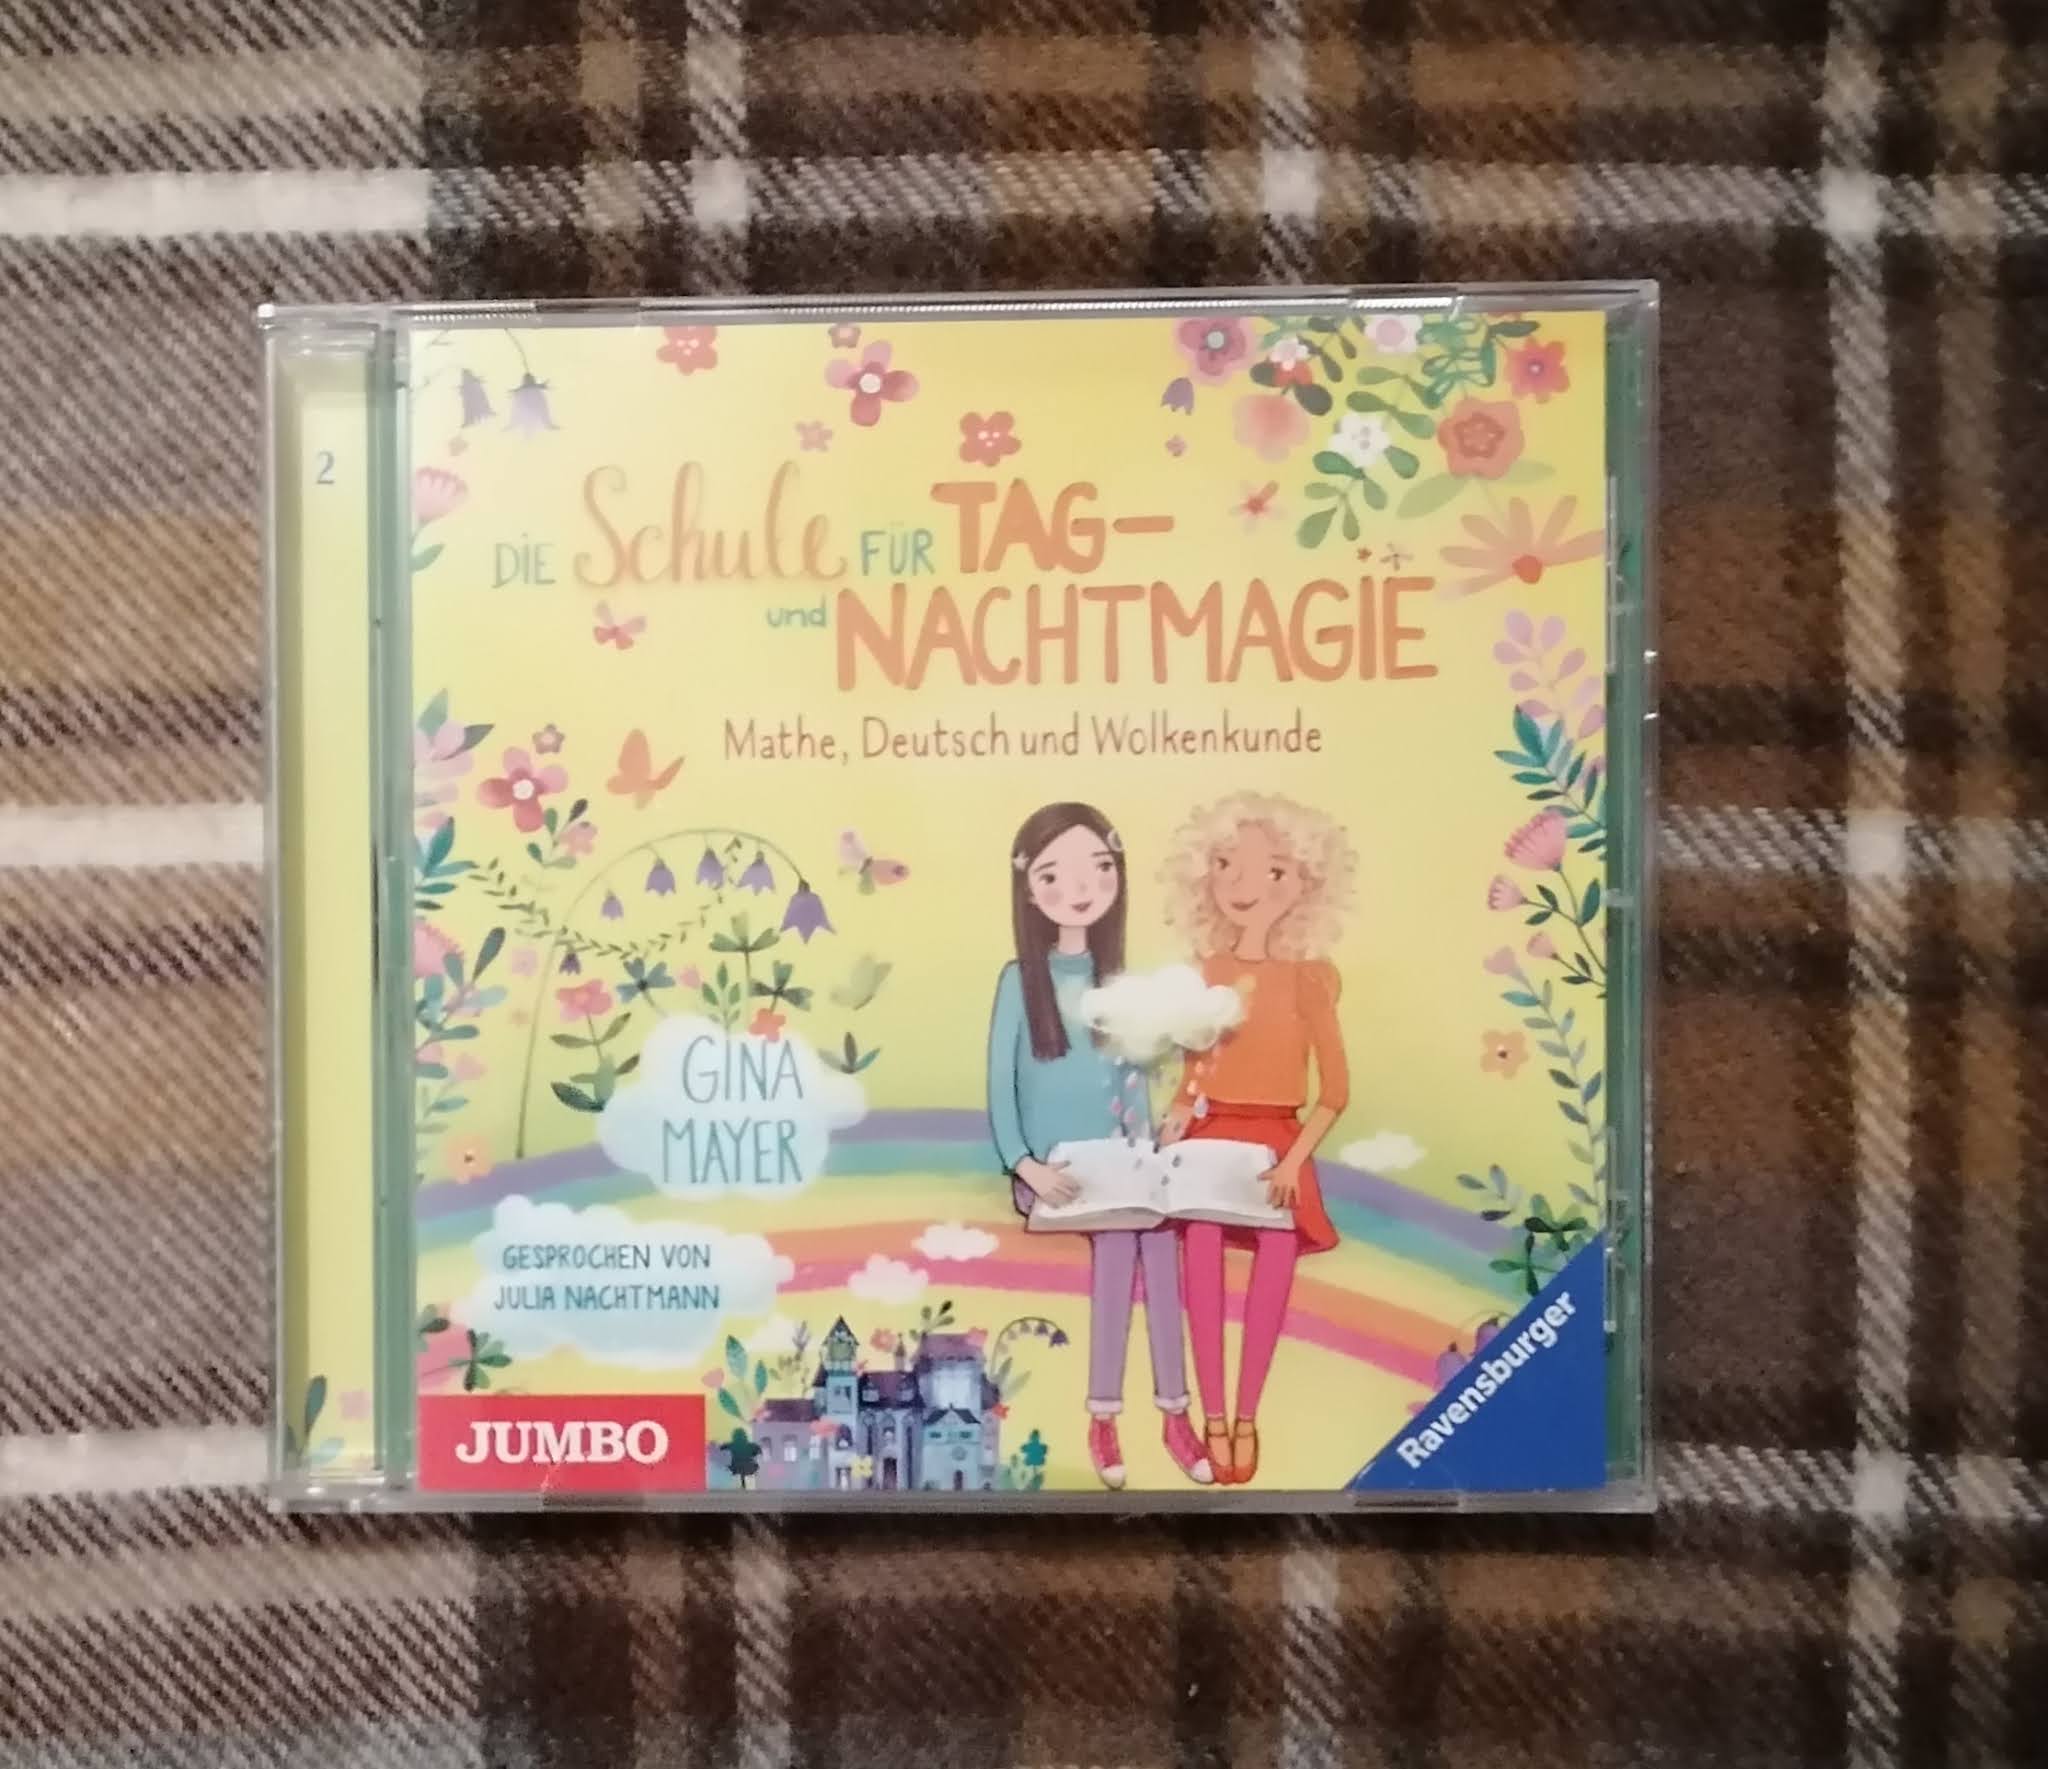 2
DIE Schule FÜR TAG-
und NACHTMAGIE
Mathe, Deutsch und Wolkenkunde
GINA
MAYER
GESPROCHEN VON
JULIA NACHTMANN
JUMBO
Ravensburger